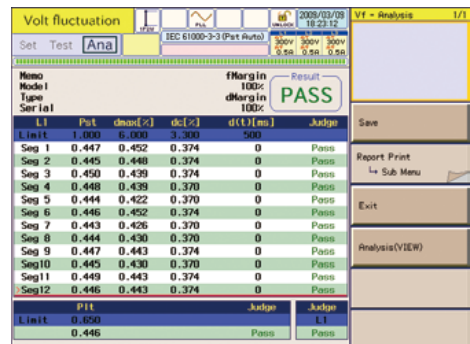 Volt fluctuation
1P2W
PLL
UNLOCK
2009/03/09
18:23:12
Vf - Analysis 1/1
Set Test Ana
IEC 61000-3-3(Pst Auto)
300V 300V 300V
0.5A 0.5A 0.5A
Memo
Model
Type
Serial
fMargin
100%
dMargin
100%
Result
PASS
L1 Pst dmax[%] dc[%] d(t)[ms] Judge
Limit 1.000 6.000 3.300 500
Seg 1 0.447 0.452 0.374 0 Pass
Seg 2 0.445 0.448 0.374 0 Pass
Seg 3 0.450 0.439 0.374 0 Pass
Seg 4 0.448 0.439 0.370 0 Pass
Seg 5 0.444 0.422 0.370 0 Pass
Seg 6 0.446 0.452 0.374 0 Pass
Seg 7 0.443 0.426 0.370 0 Pass
Seg 8 0.444 0.430 0.370 0 Pass
Seg 9 0.447 0.443 0.374 0 Pass
Seg10 0.445 0.430 0.370 0 Pass
Seg11 0.449 0.443 0.374 0 Pass
>Seg12 0.446 0.443 0.374 0 Pass
Plt Judge Judge
Limit 0.650 L1
0.446 Pass Pass
Save
Report Print
Sub Menu
Exit
Analysis(VIEW)